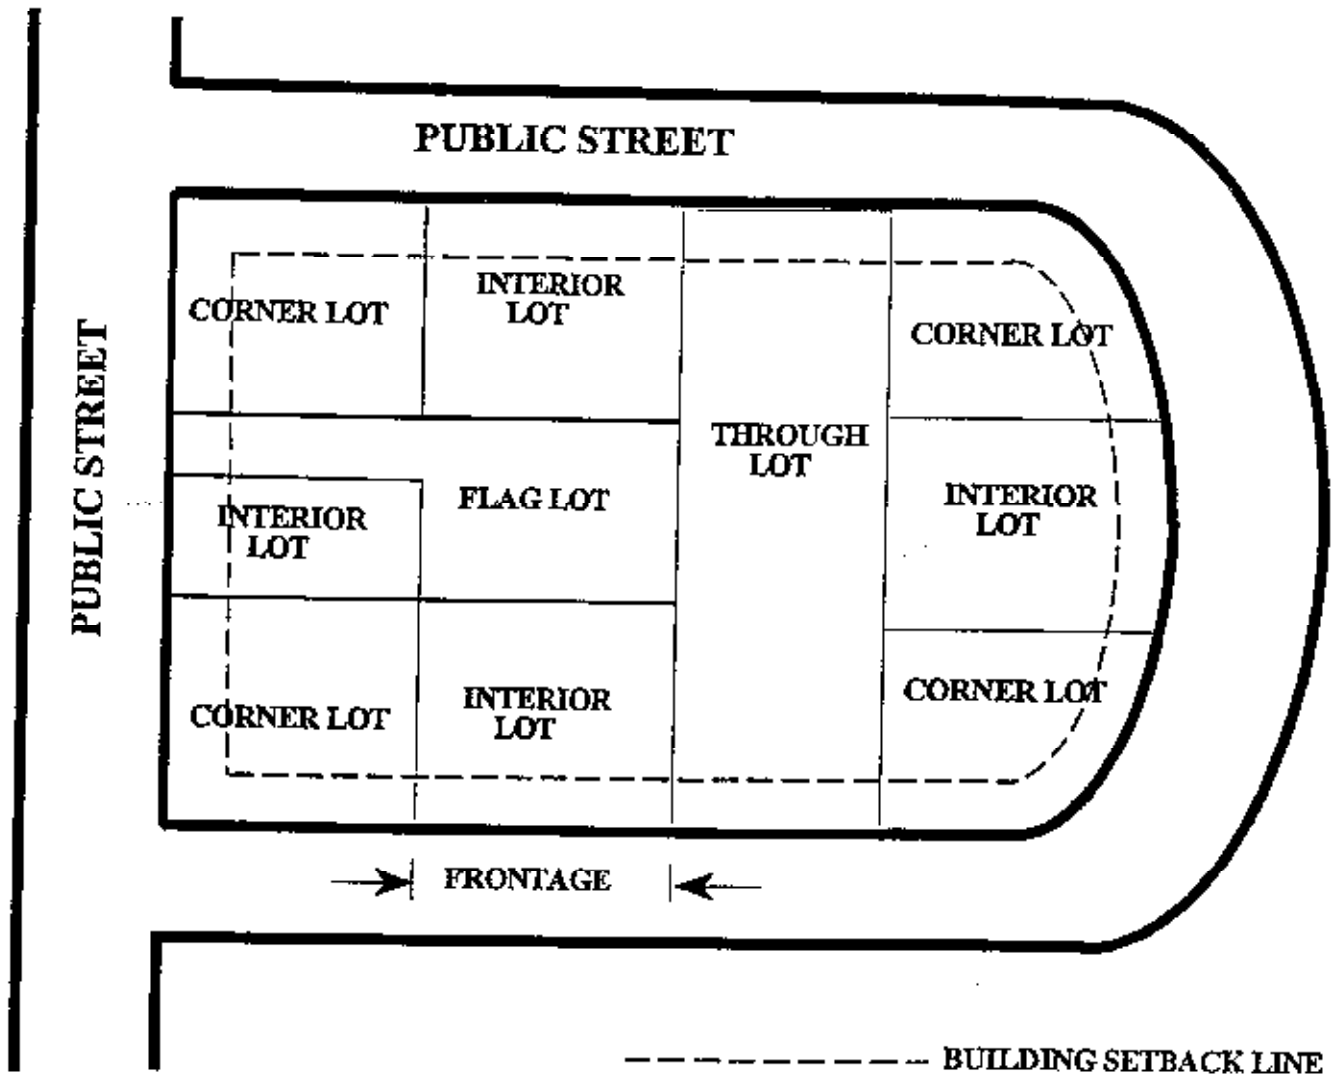 PUBLIC STREET
INTERIOR
LOT
CORNER LOT
CORNER LOT
PUBLIC STREET
THROUGH
LOT
FLAG LOT
INTERIOR
LOT
INTERIOR
LOT
CORNER LOT
INTERIOR
LOT
CORNER LOT
FRONTAGE
BUILDING SETBACK LINE